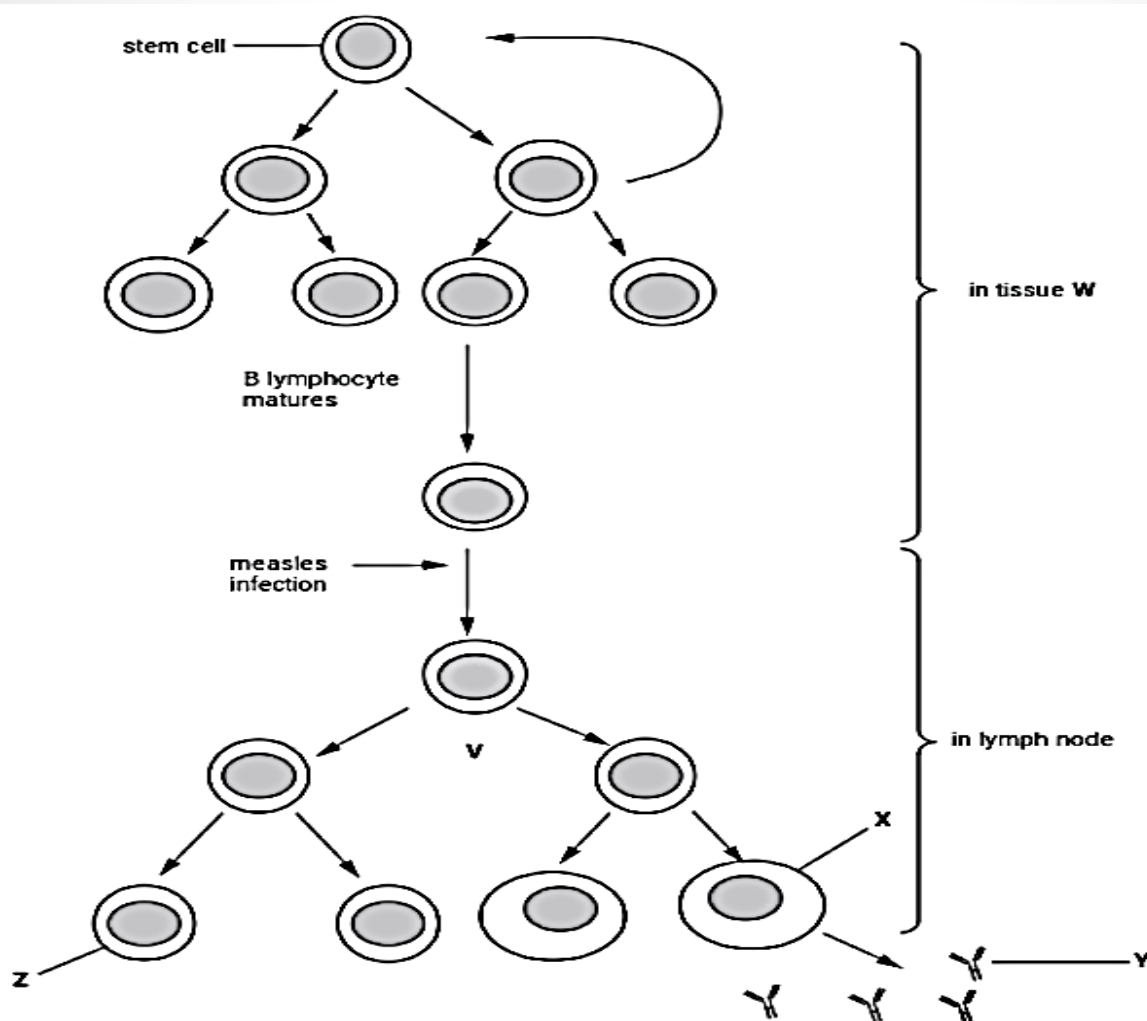 stem cell
in tissue W
B lymphocyte
matures
measles
infection
V
in lymph node
X
Z
Y